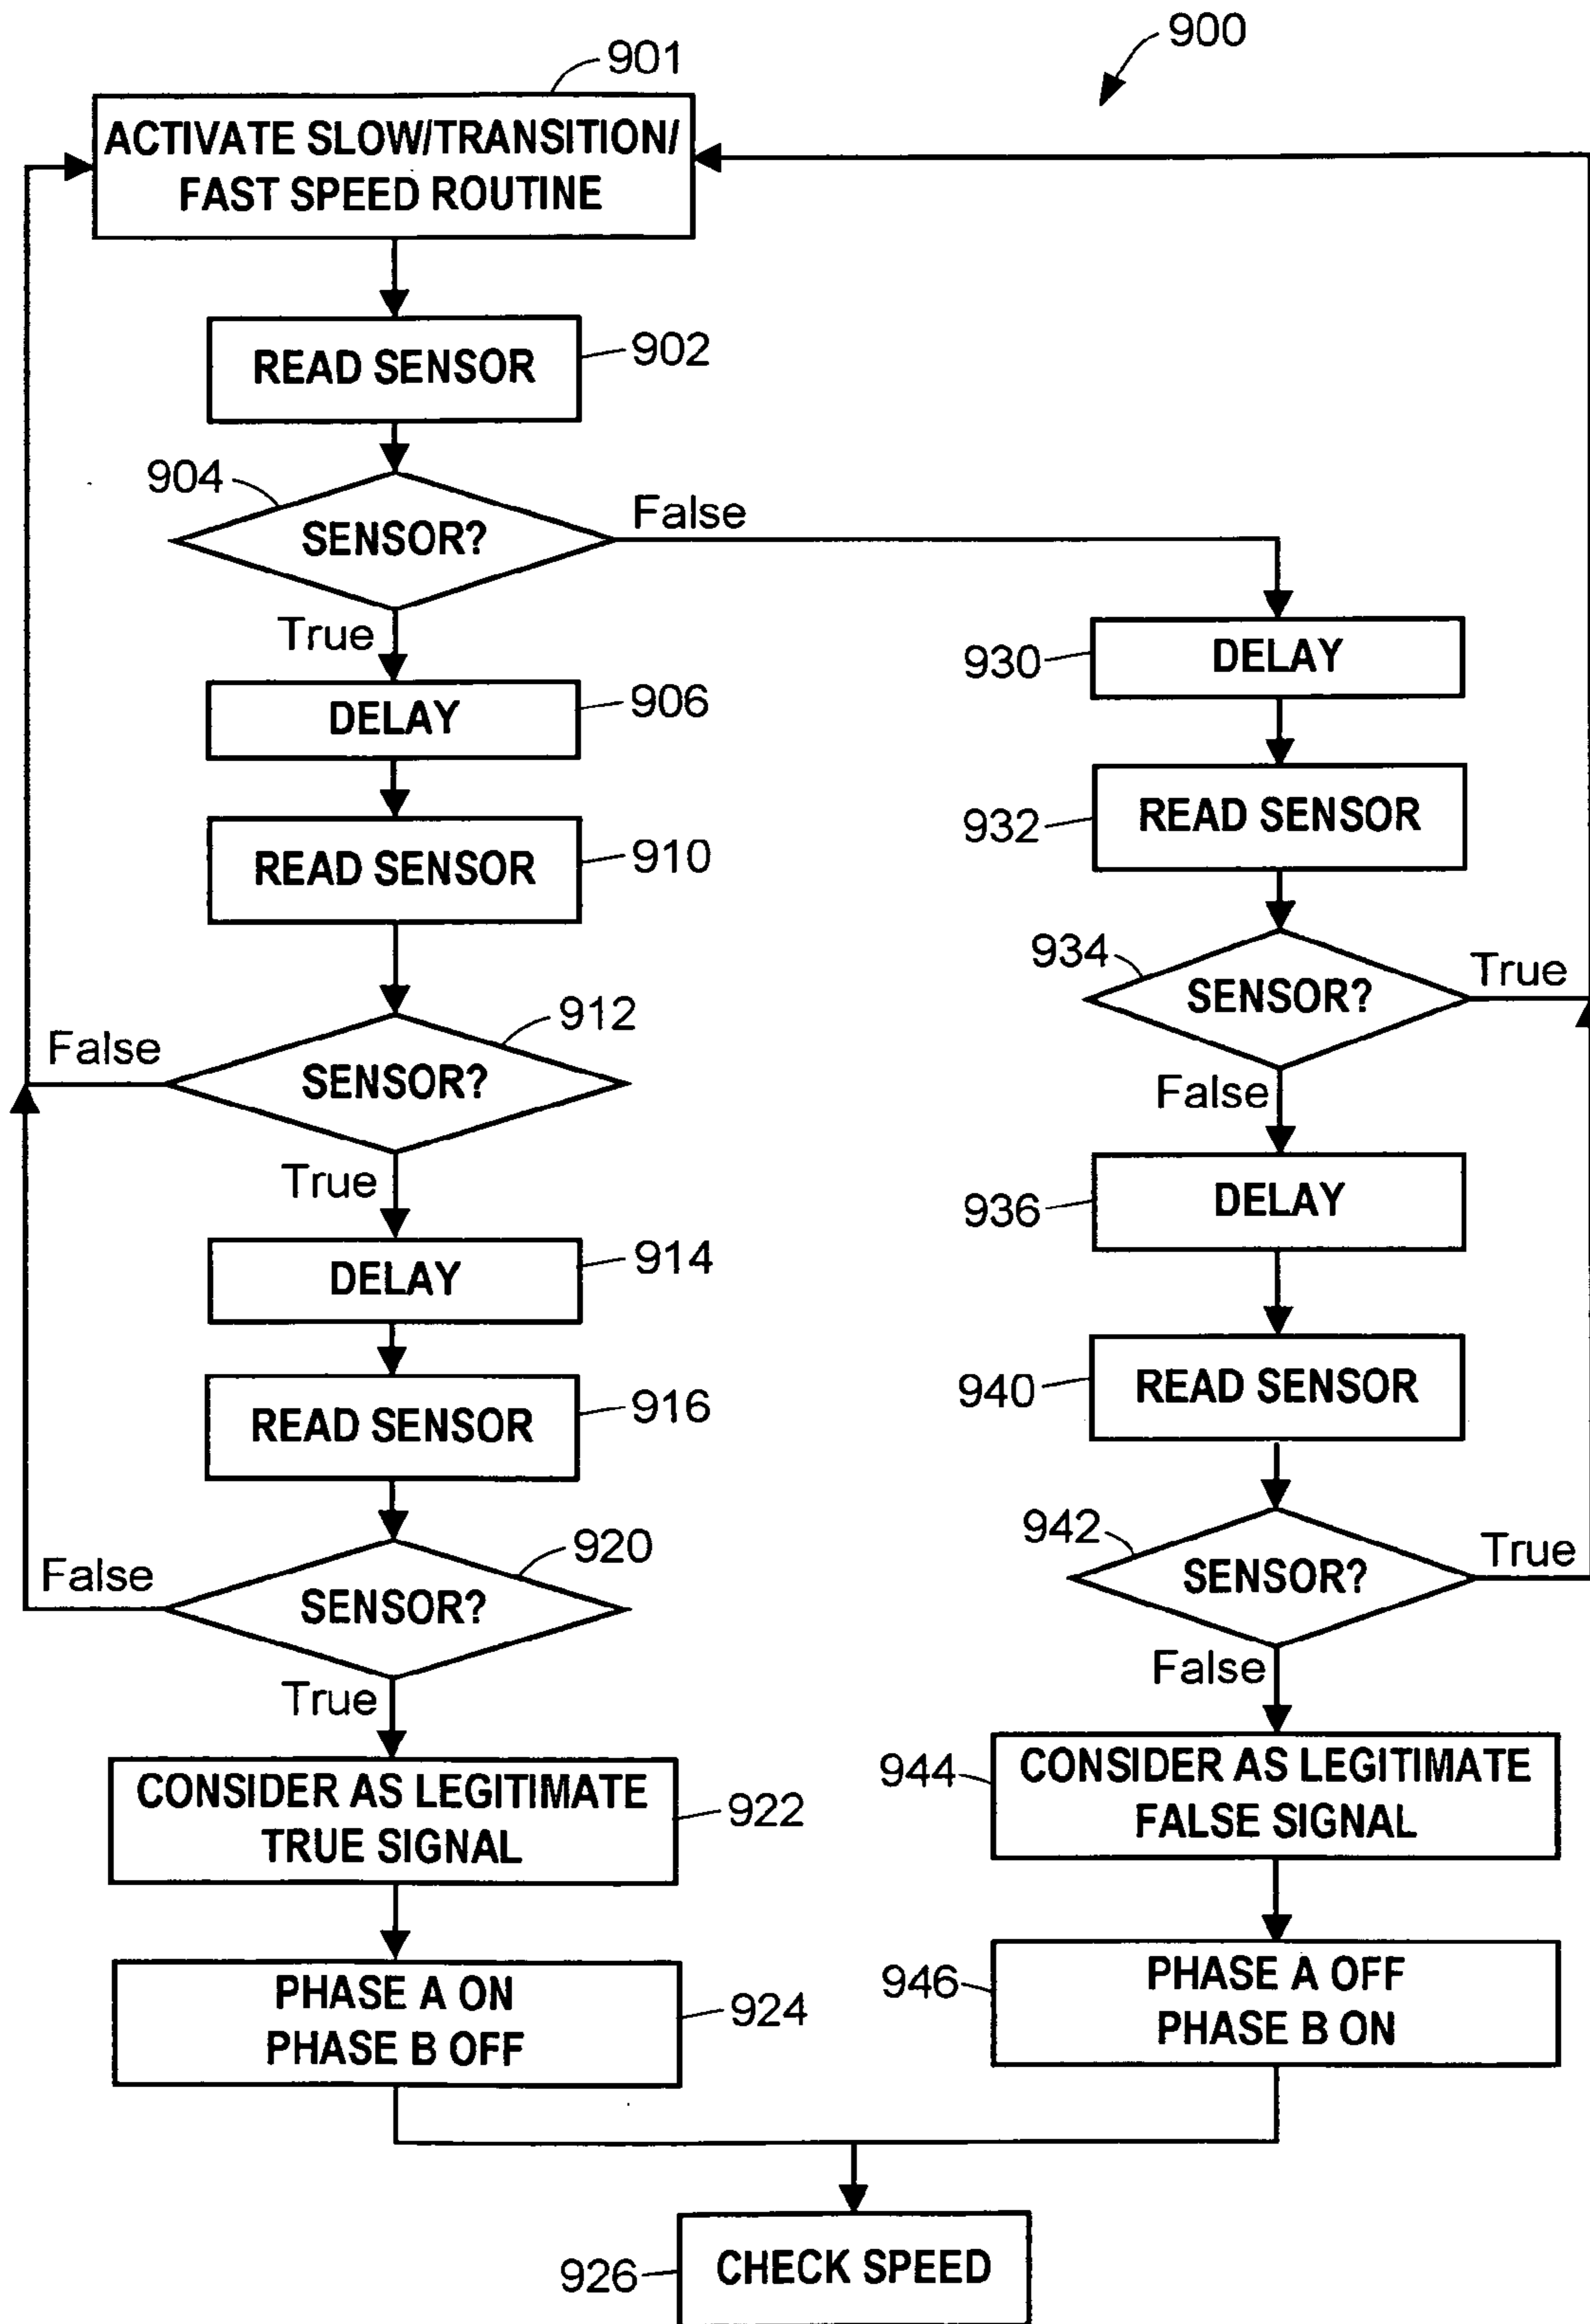 900
901
ACTIVATE SLOW/TRANSITION/
FAST SPEED ROUTINE
READ SENSOR
902
904
SENSOR?
False
True
DELAY
906
READ SENSOR
910
912
False
SENSOR?
True
DELAY
914
READ SENSOR
916
920
False
SENSOR?
True
CONSIDER AS LEGITIMATE
TRUE SIGNAL
922
PHASE A ON
PHASE B OFF
924
930
DELAY
932
READ SENSOR
934
SENSOR?
True
False
936
DELAY
940
READ SENSOR
942
SENSOR?
True
False
944
CONSIDER AS LEGITIMATE
FALSE SIGNAL
946
PHASE A OFF
PHASE B ON
926
CHECK SPEED